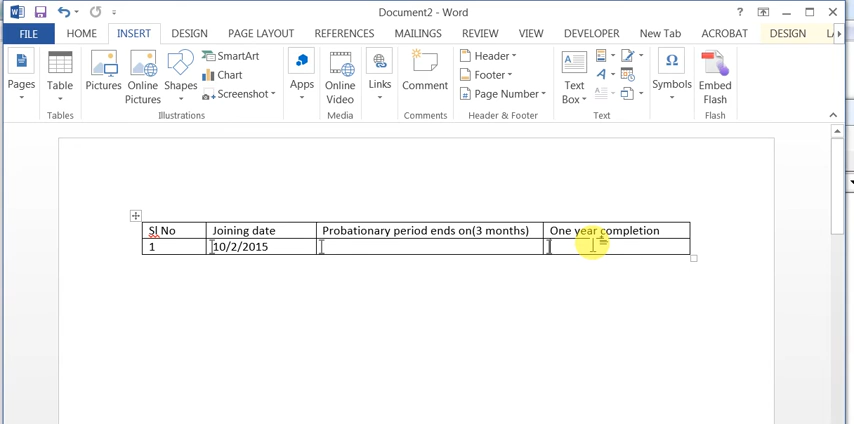 Document2 - Word
FILE HOME INSERT DESIGN PAGE LAYOUT REFERENCES MAILINGS REVIEW VIEW DEVELOPER New Tab ACROBAT DESIGN
Pages Table Pictures Online Pictures Shapes SmartArt Chart Screenshot Apps Online Video Links Comment Header Footer Page Number Text Box Symbols Embed Flash
Tables Illustrations Media Comments Header & Footer Text Flash
Sl No Joining date Probationary period ends on(3 months) One year completion
1 10/2/2015